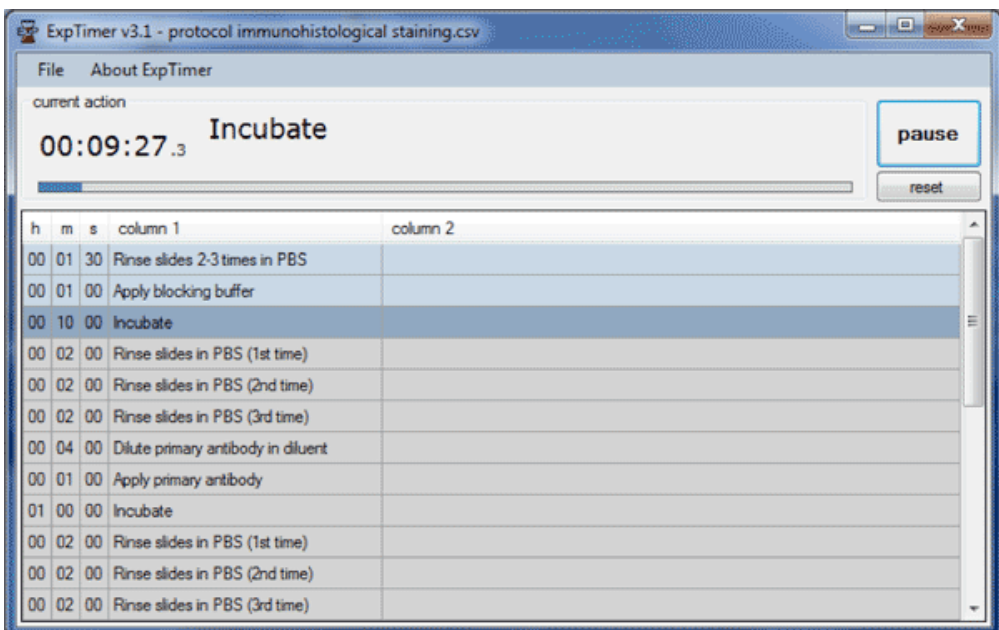 ExpTimer v3.1 - protocol immunohistological staining.csv
File About ExpTimer
current action
00:09:27.3 Incubate
pause
reset
h m s column 1 column 2
00 01 30 Rinse slides 2-3 times in PBS
00 01 00 Apply blocking buffer
00 10 00 Incubate
00 02 00 Rinse slides in PBS (1st time)
00 02 00 Rinse slides in PBS (2nd time)
00 02 00 Rinse slides in PBS (3rd time)
00 04 00 Dilute primary antibody in diluent
00 01 00 Apply primary antibody
01 00 00 Incubate
00 02 00 Rinse slides in PBS (1st time)
00 02 00 Rinse slides in PBS (2nd time)
00 02 00 Rinse slides in PBS (3rd time)